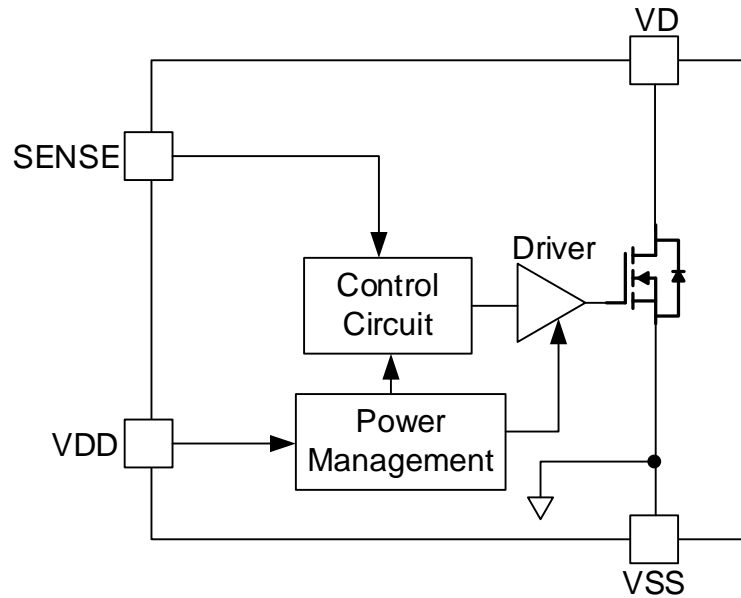 VD
SENSE
Driver
Control
Circuit
Power
Management
VDD
VSS